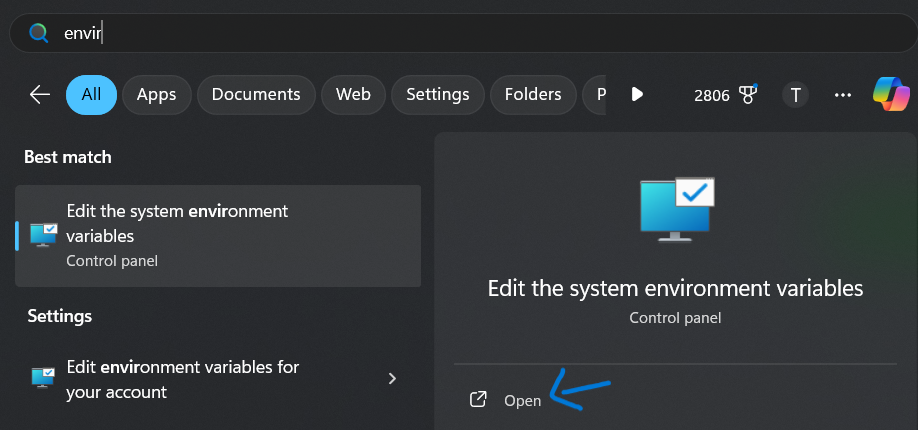 envir
All
Apps
Documents
Web
Settings
Folders
P
2806
T
Best match
Edit the system environment
variables
Control panel
Settings
Edit environment variables for
your account
Edit the system environment variables
Control panel
Open